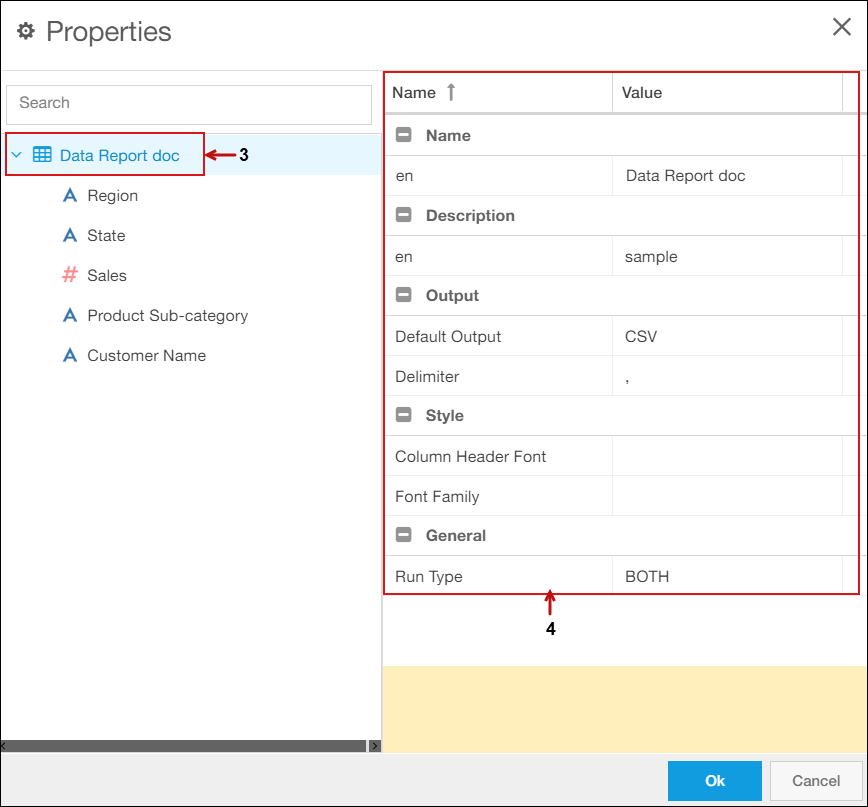 Properties
Search
Data Report doc
3
Region
State
Sales
Product Sub-category
Customer Name
Name Value
Name
en Data Report doc
Description
en sample
Output
Default Output CSV
Delimiter ,
Style
Column Header Font
Font Family
General
Run Type BOTH
4
Ok Cancel